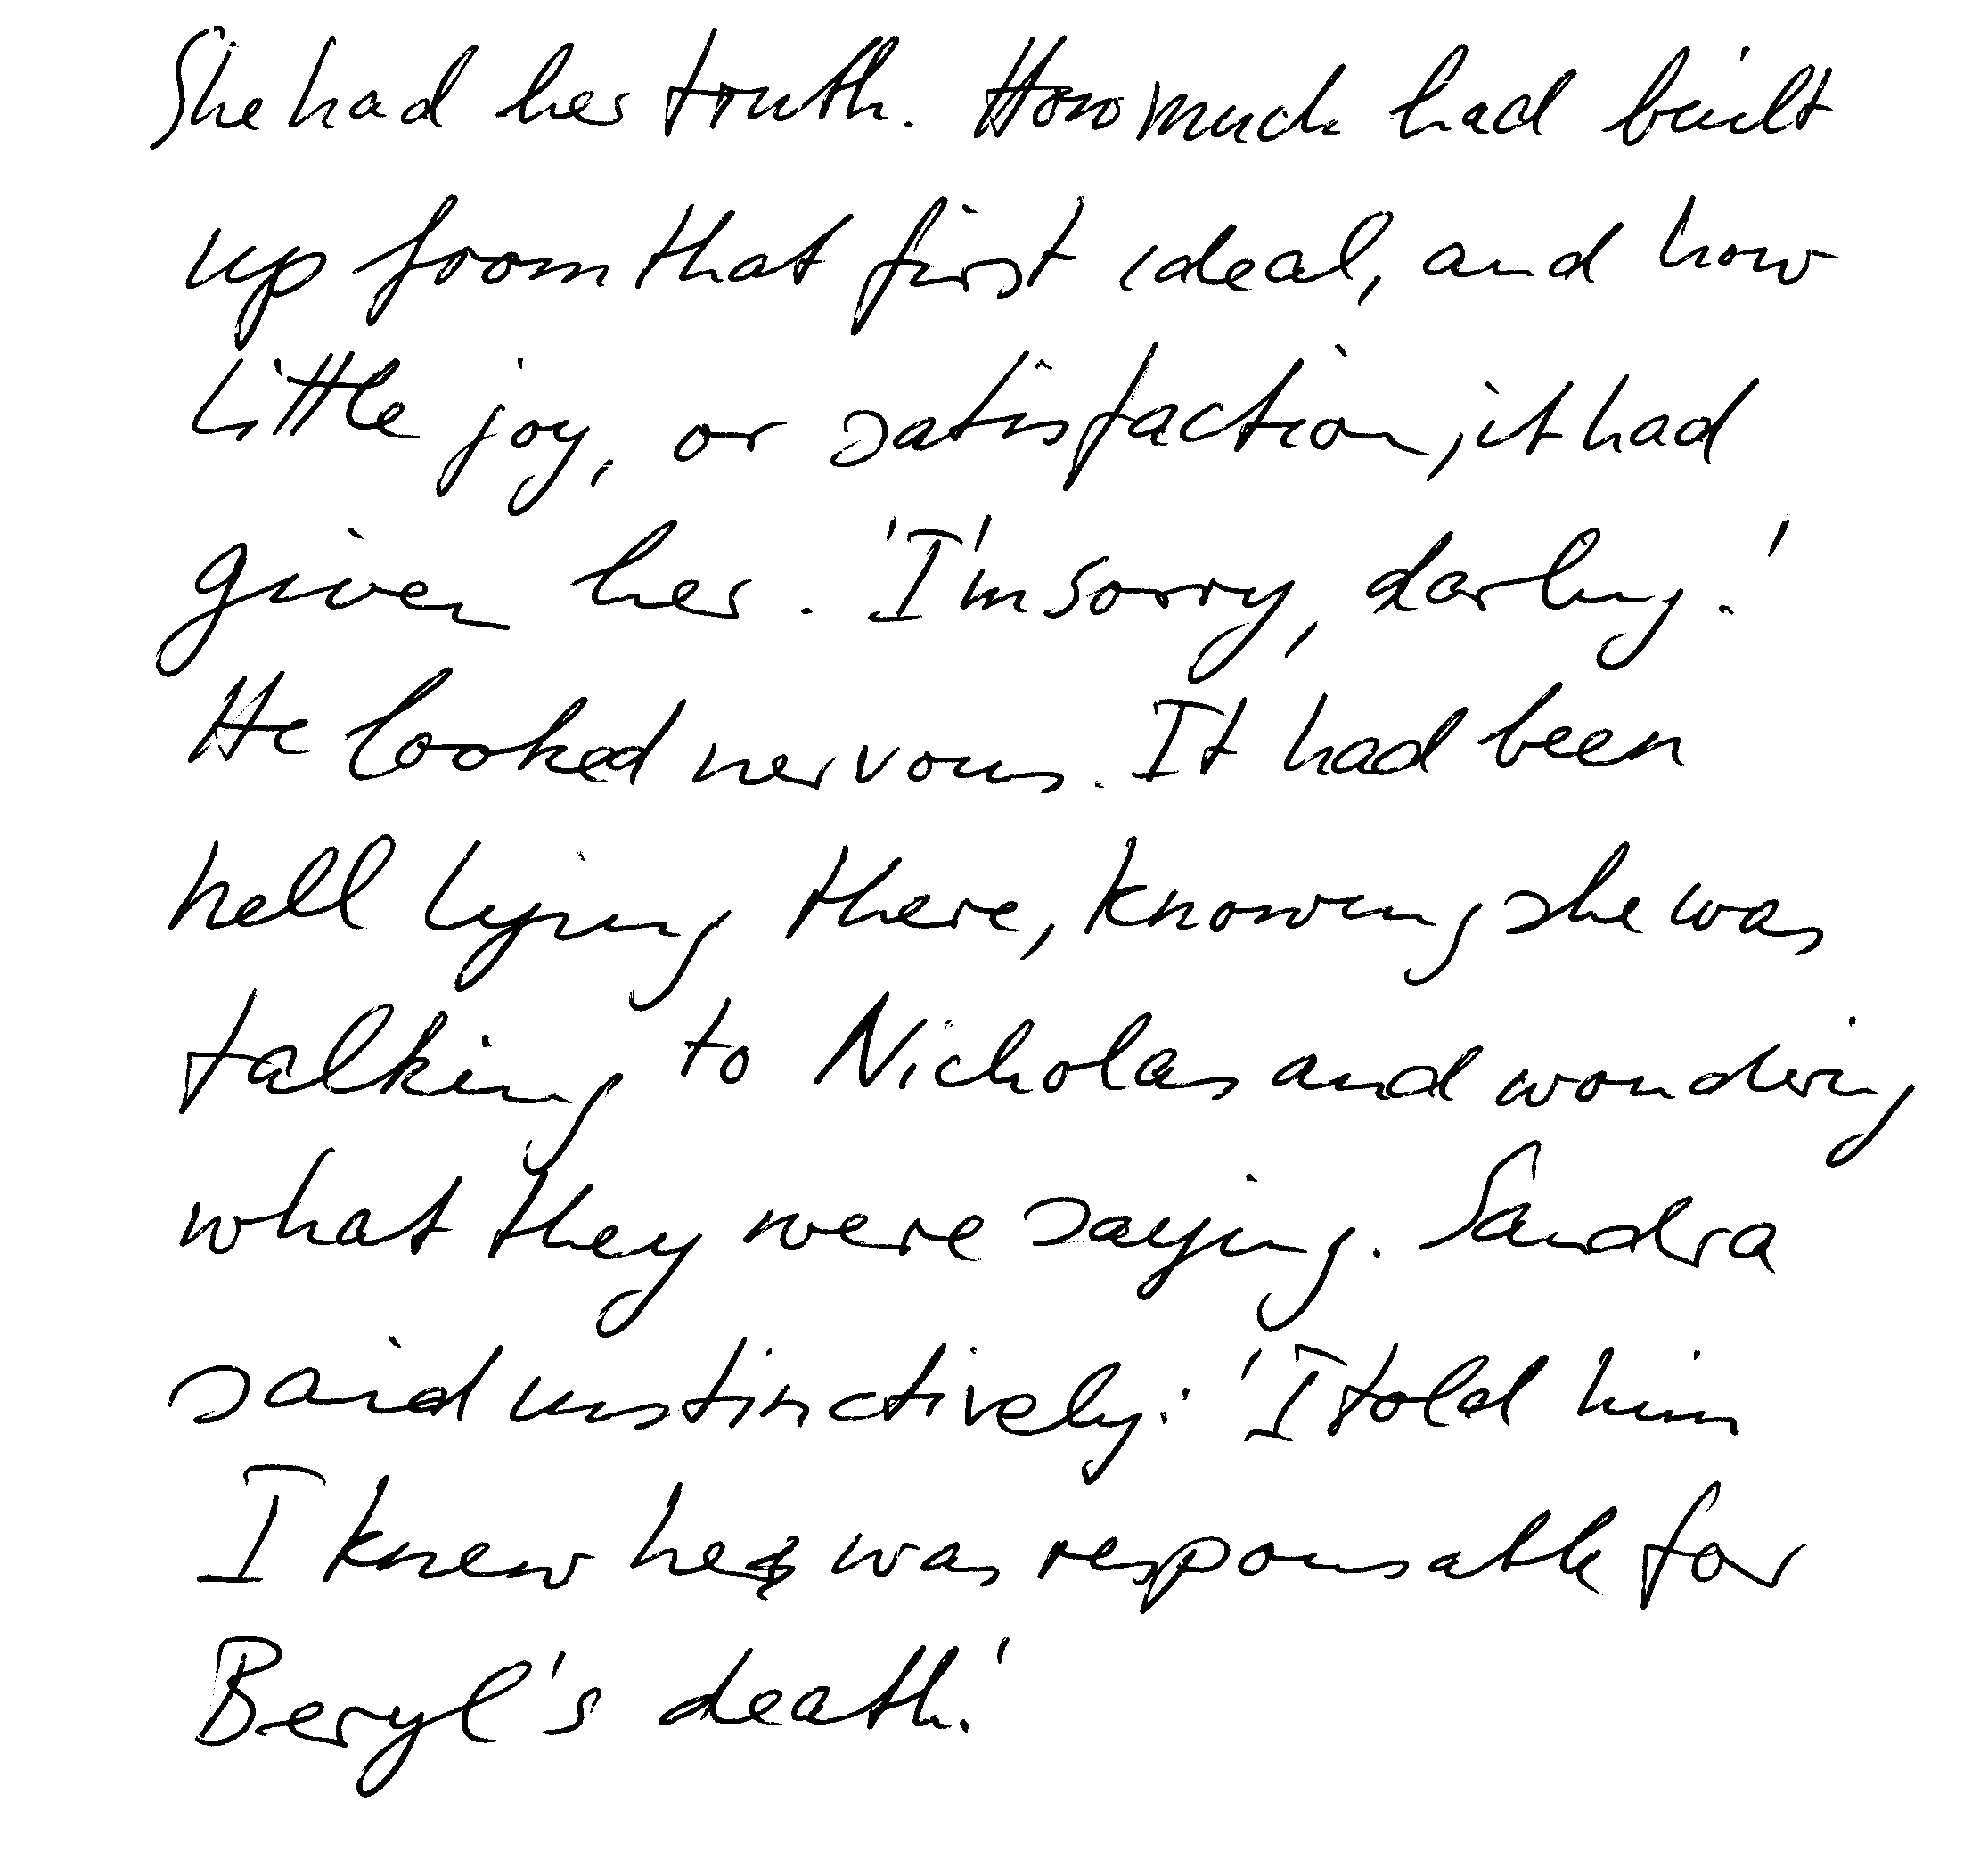 She had her truth. How much had built
up from that first ideal, and how
little joy, or satisfaction, it had
given her. 'I'm sorry, darling.'
He looked nervous. It had been
hell lying there, knowing she was
talking to Nicholas and wondring
what they were saying. Sandra
said instinctively: 'I told him
I knew he was responsable for
Beryl's death.'